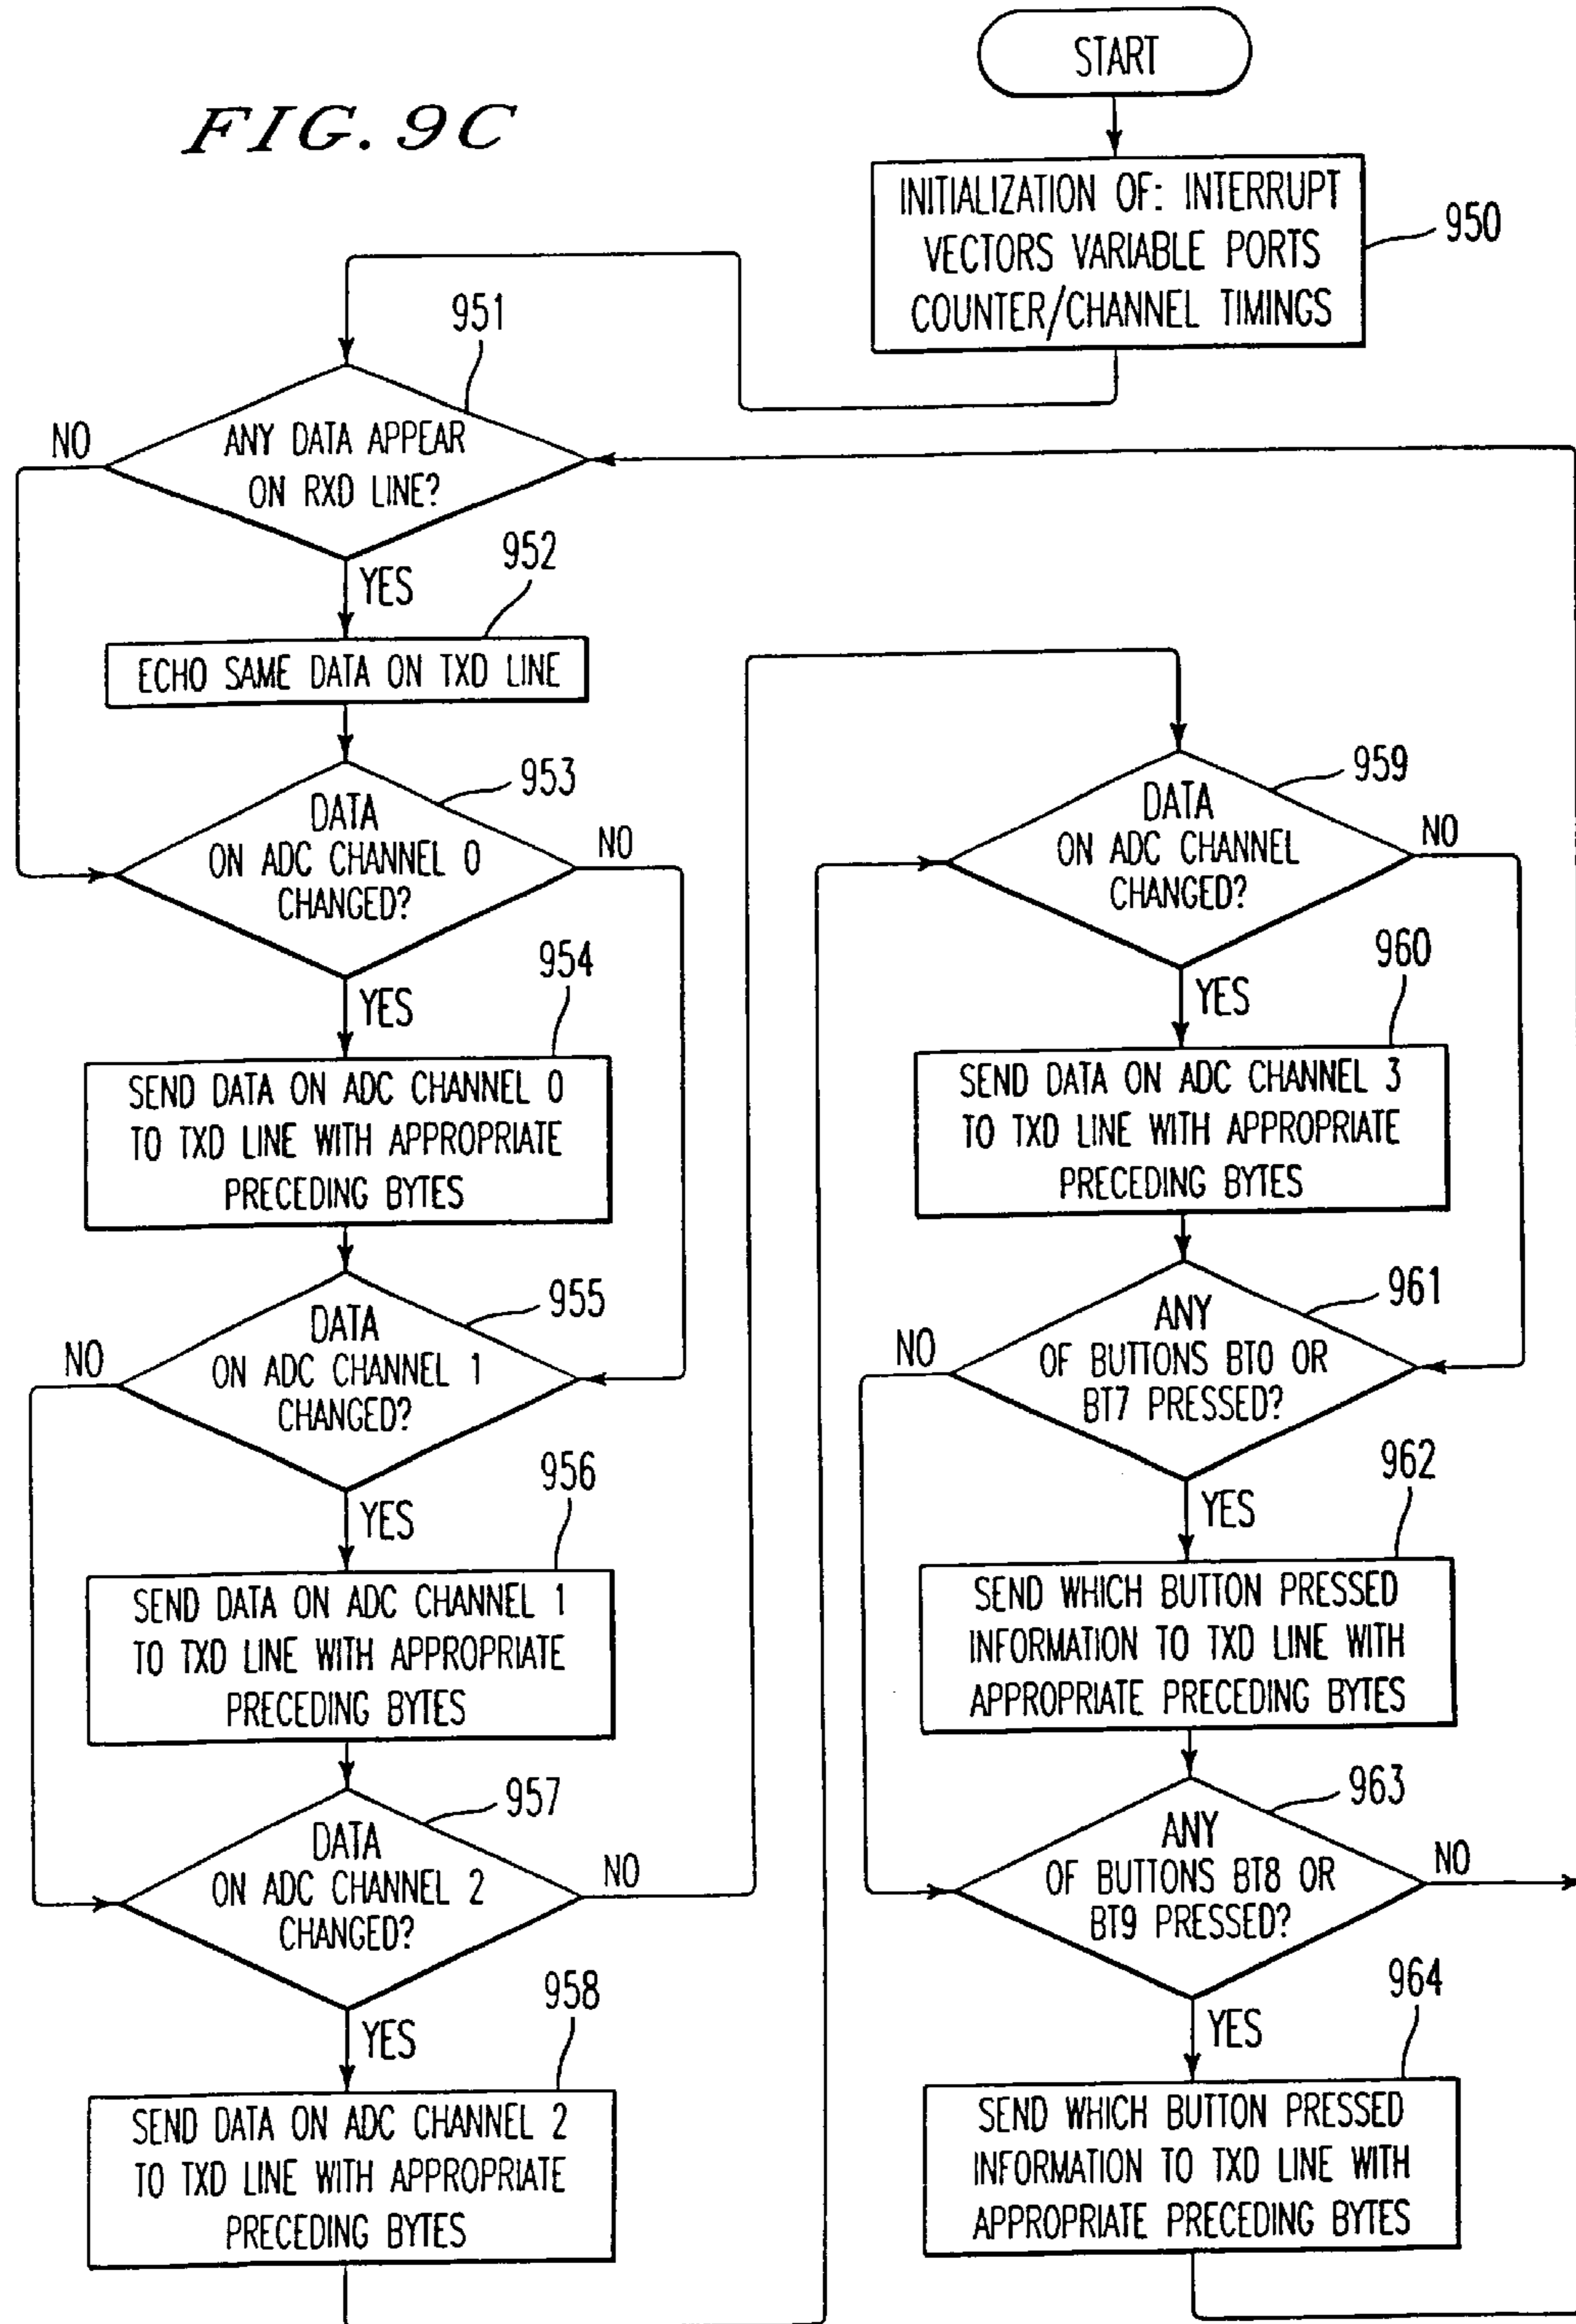 FIG. 9C
START
INITIALIZATION OF: INTERRUPT
VECTORS VARIABLE PORTS
COUNTER/CHANNEL TIMINGS
950
951
ANY DATA APPEAR
ON RXD LINE?
NO
YES
952
ECHO SAME DATA ON TXD LINE
953
DATA
ON ADC CHANNEL 0
CHANGED?
NO
YES
954
SEND DATA ON ADC CHANNEL 0
TO TXD LINE WITH APPROPRIATE
PRECEDING BYTES
955
DATA
ON ADC CHANNEL 1
CHANGED?
NO
YES
956
SEND DATA ON ADC CHANNEL 1
TO TXD LINE WITH APPROPRIATE
PRECEDING BYTES
957
DATA
ON ADC CHANNEL 2
CHANGED?
NO
YES
958
SEND DATA ON ADC CHANNEL 2
TO TXD LINE WITH APPROPRIATE
PRECEDING BYTES
959
DATA
ON ADC CHANNEL
CHANGED?
NO
YES
960
SEND DATA ON ADC CHANNEL 3
TO TXD LINE WITH APPROPRIATE
PRECEDING BYTES
961
ANY
OF BUTTONS BT0 OR
BT7 PRESSED?
NO
YES
962
SEND WHICH BUTTON PRESSED
INFORMATION TO TXD LINE WITH
APPROPRIATE PRECEDING BYTES
963
ANY
OF BUTTONS BT8 OR
BT9 PRESSED?
NO
YES
964
SEND WHICH BUTTON PRESSED
INFORMATION TO TXD LINE WITH
APPROPRIATE PRECEDING BYTES